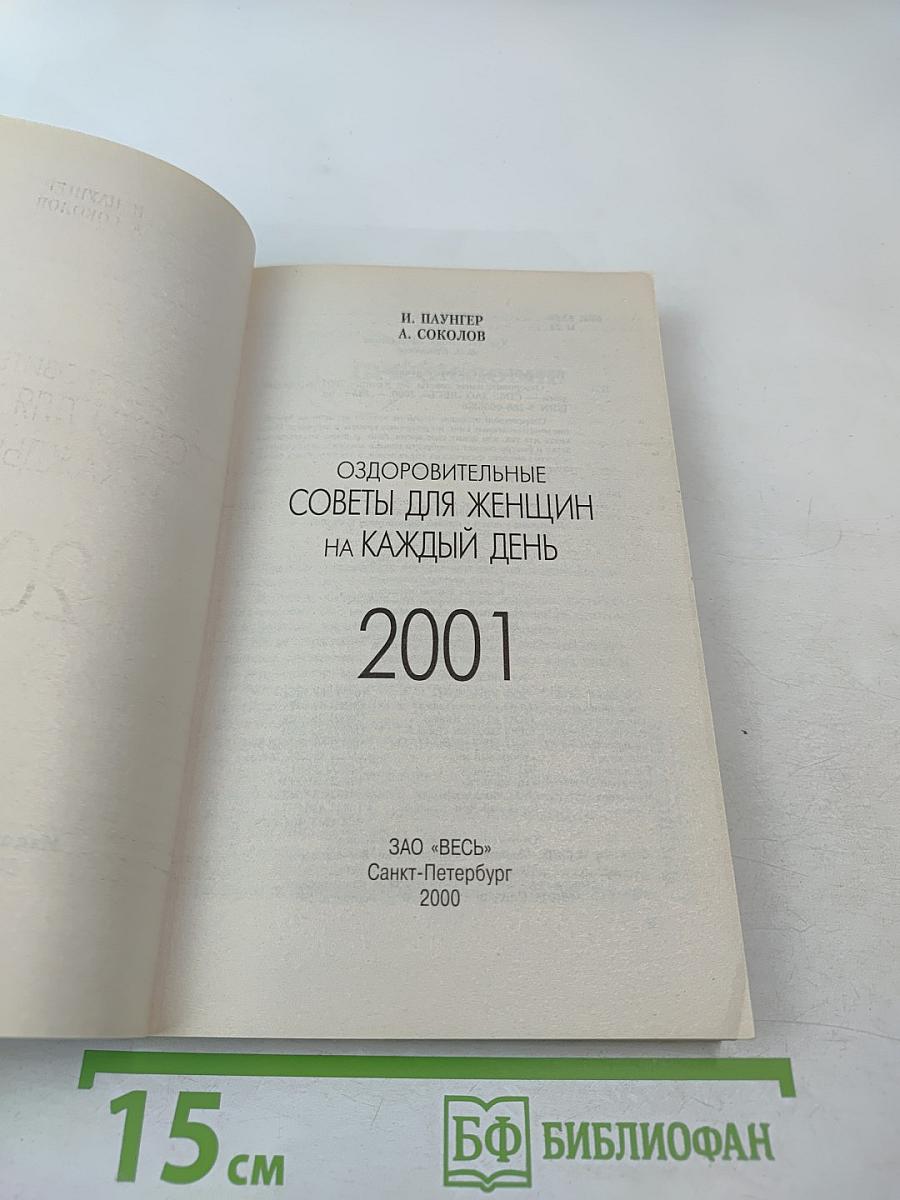 И. ПАУНГЕР
А. СОКОЛОВ
ОЗДОРОВИТЕЛЬНЫЕ
СОВЕТЫ ДЛЯ ЖЕНЩИН
НА КАЖДЫЙ ДЕНЬ
2001
ЗАО «ВЕСЬ»
Санкт-Петербург
2000
15 см
БФ БИБЛИОФАН